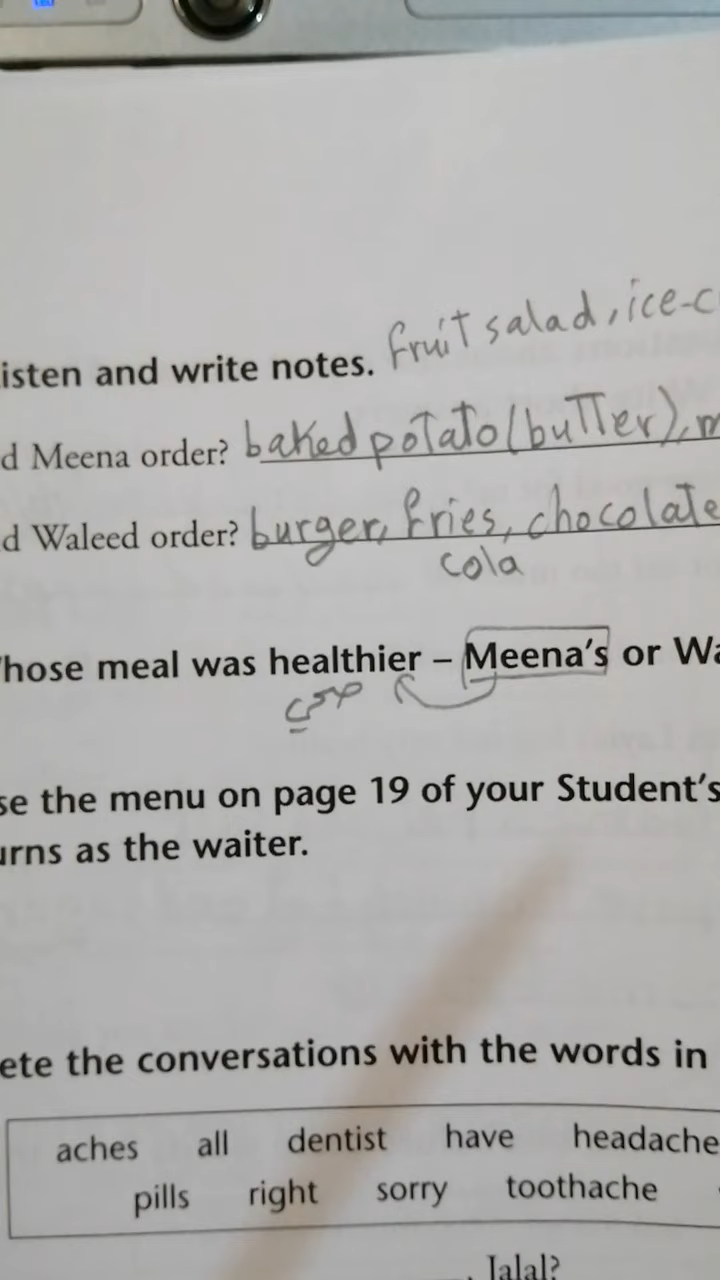 fruit salad, ice-c
isten and write notes.
d Meena order? baked potato (butter), m
d Waleed order? burger, fries, chocolate
cola
hose meal was healthier – Meena's or Wa
صحي
se the menu on page 19 of your Student's
urns as the waiter.
ete the conversations with the words in
aches all dentist have headache
pills right sorry toothache
Jalal?